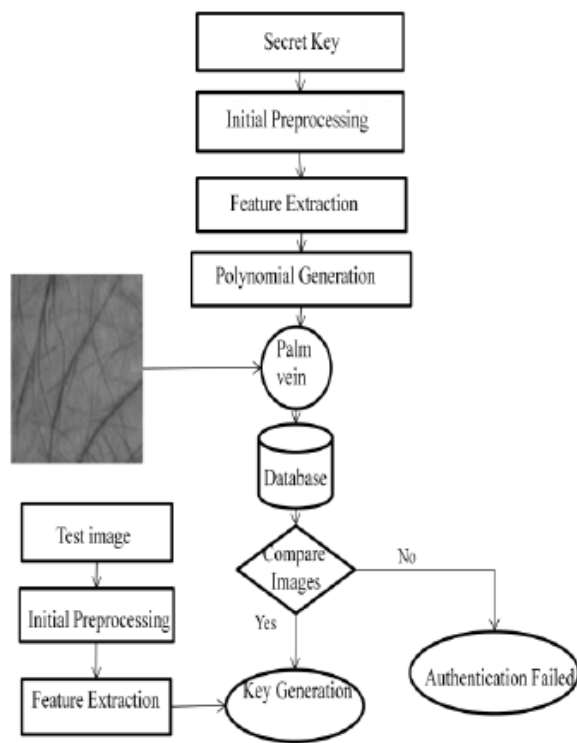 Secret Key
Initial Preprocessing
Feature Extraction
Polynomial Generation
Palm
vein
Database
Compare
Images
No
Yes
Authentication Failed
Test image
Initial Preprocessing
Feature Extraction
Key Generation